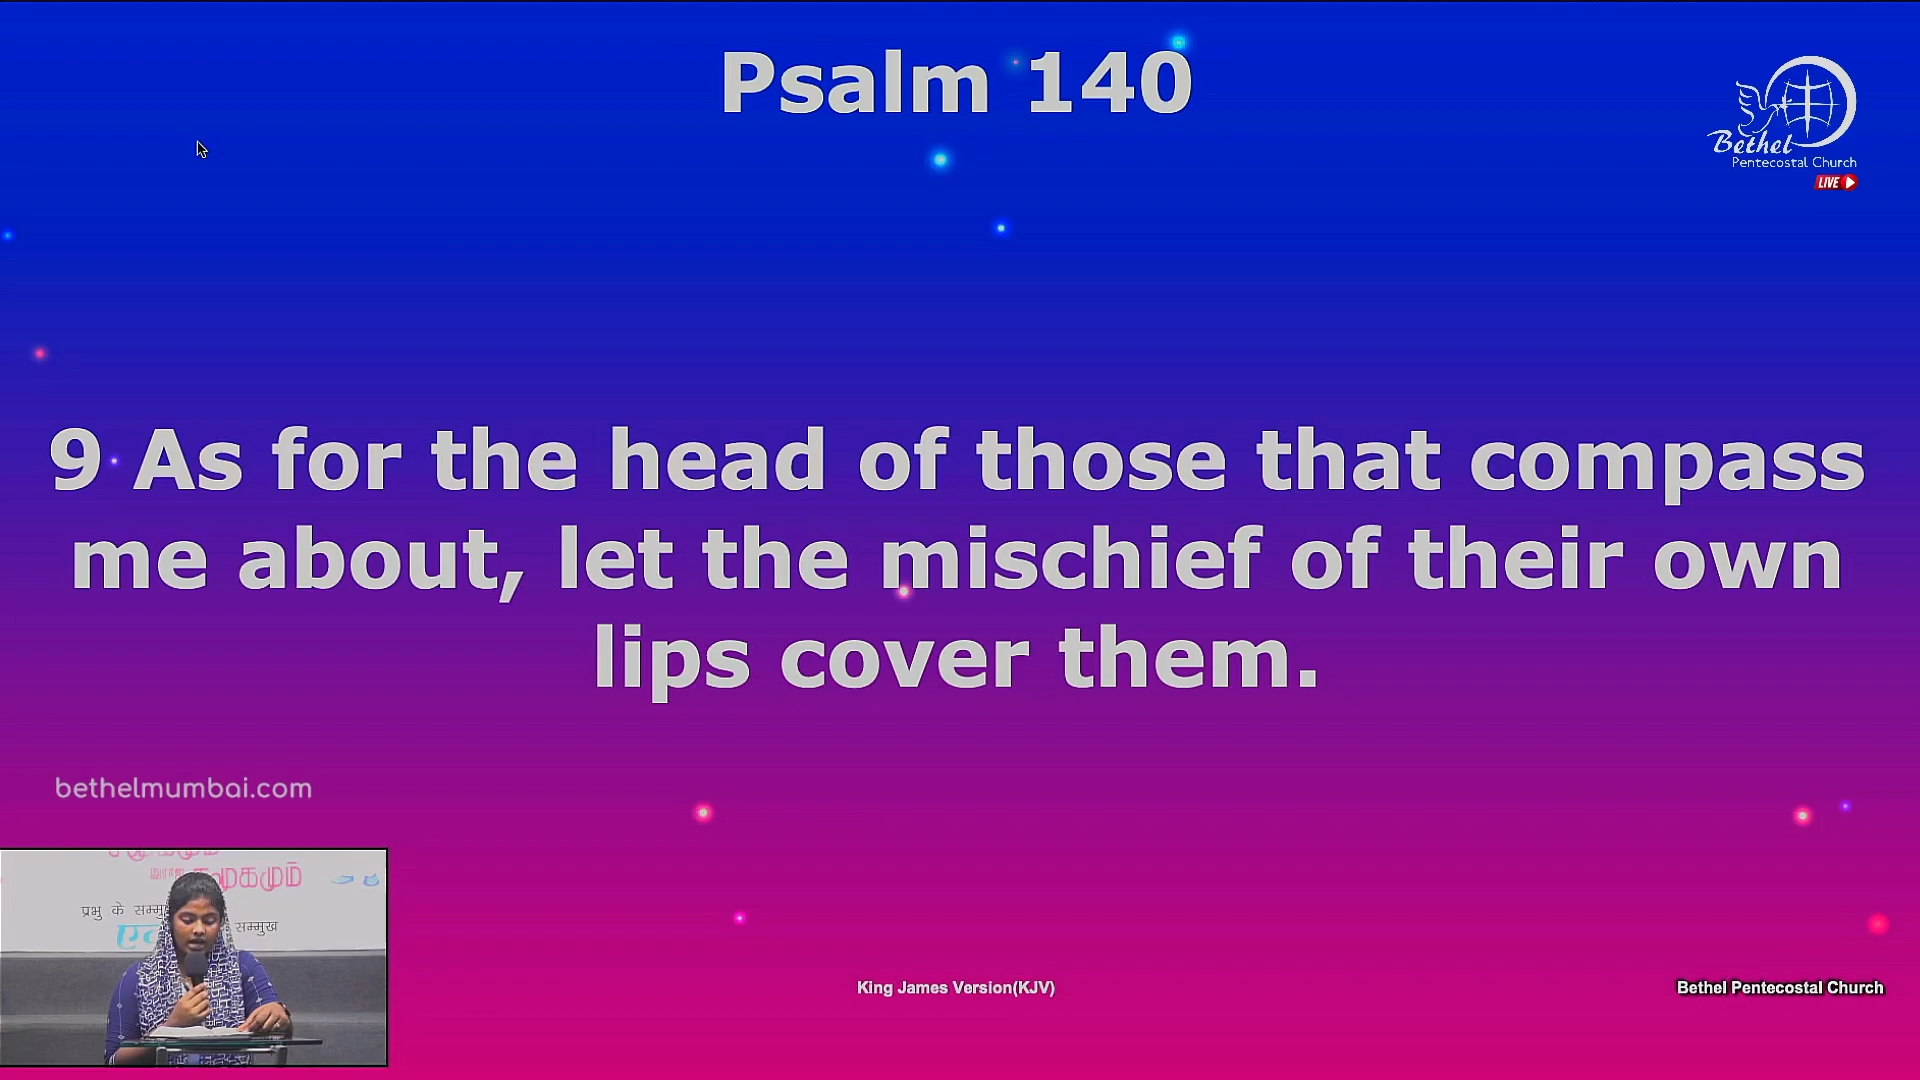 Psalm 140
Bethel
Pentecostal Church
LIVE
9 As for the head of those that compass
me about, let the mischief of their own
lips cover them.
bethelmumbai.com
प्रभु के
सम्मुख
King James Version(KJV)
Bethel Pentecostal Church